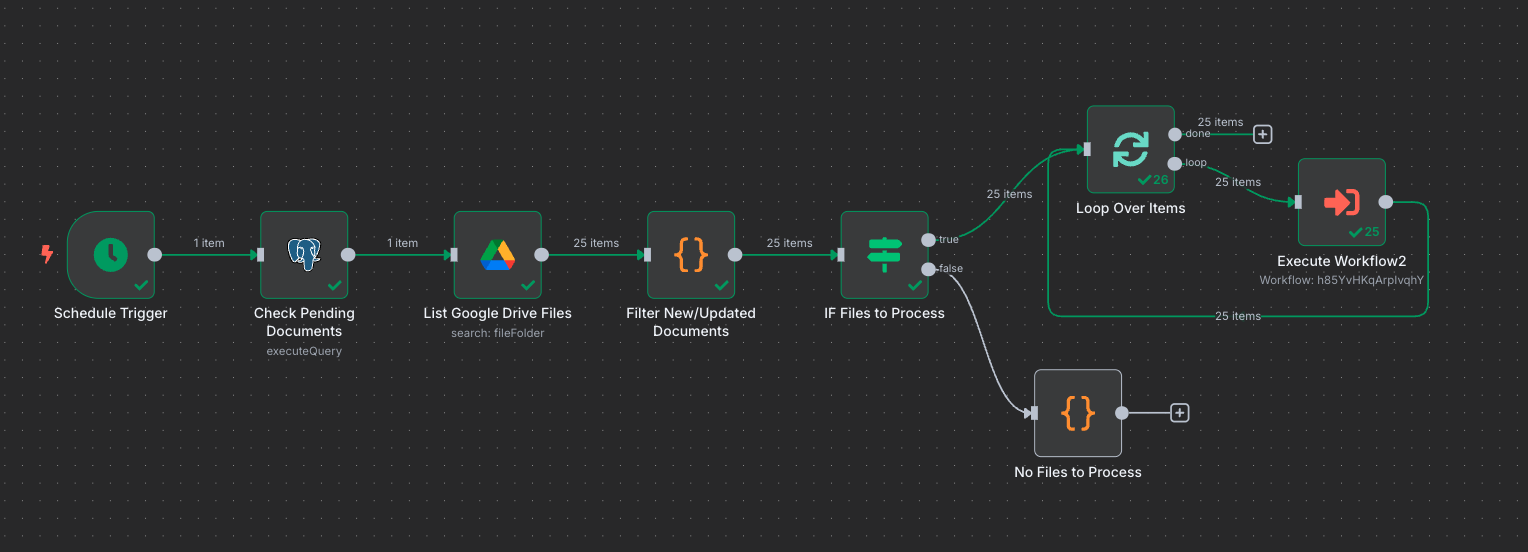 Schedule Trigger
1 item
Check Pending
Documents
executeQuery
1 item
List Google Drive Files
search: fileFolder
25 items
Filter New/Updated
Documents
25 items
IF Files to Process
true
false
25 items
Loop Over Items
26
done
25 items
loop
25 items
Execute Workflow2
Workflow: h85YvHKqArpIvqhY
25
25 items
No Files to Process